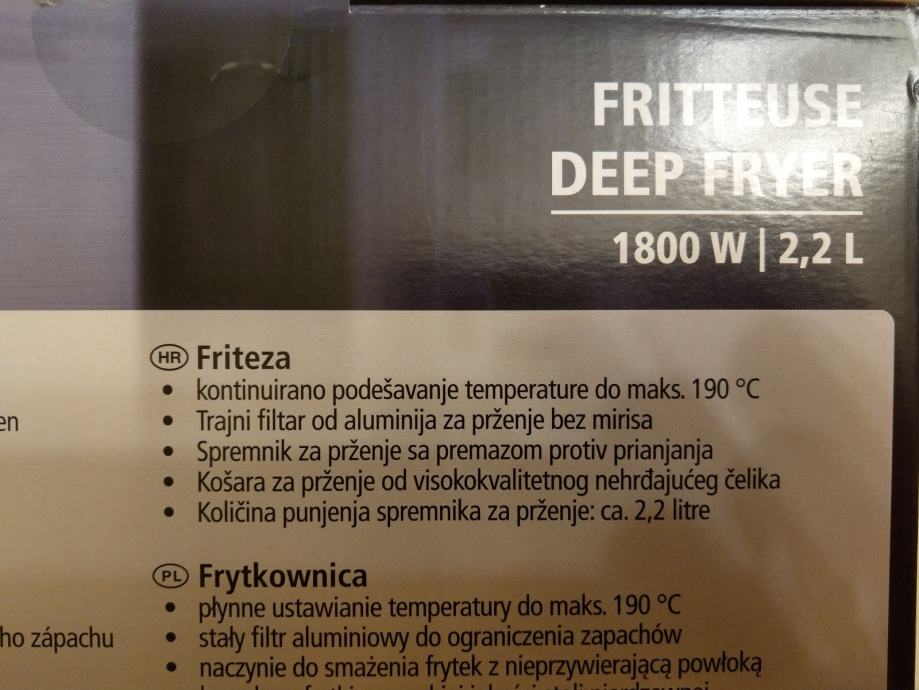 FRITTEUSE
DEEP FRYER
1800 W | 2,2 L
HR Friteza
• kontinuirano podešavanje temperature do maks. 190 °C
• Trajni filtar od aluminija za prženje bez mirisa
• Spremnik za prženje sa premazom protiv prianjanja
• Košara za prženje od visokokvalitetnog nehrđajućeg čelika
• Količina punjenja spremnika za prženje: ca. 2,2 litre
en
PL Frytkownica
• płynne ustawianie temperatury do maks. 190 °C
• stały filtr aluminiowy do ograniczenia zapachów
• naczynie do smażenia frytek z nieprzywierającą powłoką
ho zápachu